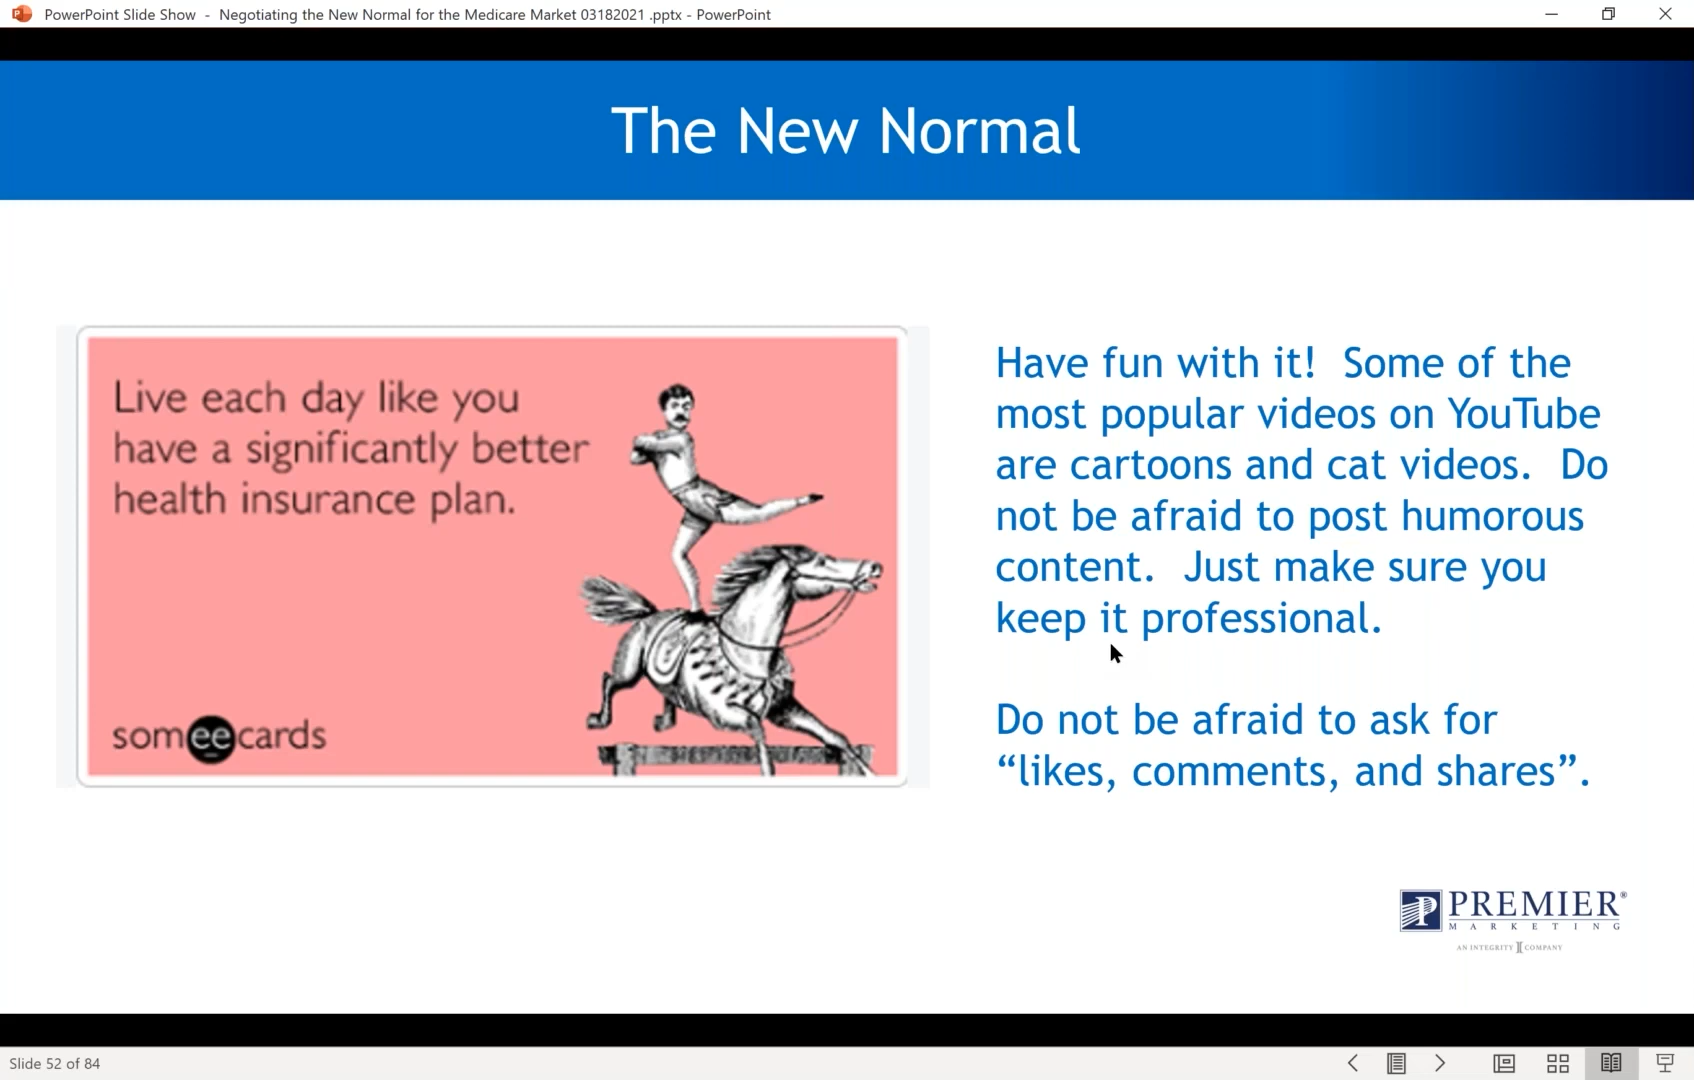 PowerPoint Slide Show - Negotiating the New Normal for the Medicare Market 03182021 .pptx - PowerPoint
The New Normal
Live each day like you
have a significantly better
health insurance plan.
someecards
Have fun with it!  Some of the
most popular videos on YouTube
are cartoons and cat videos.  Do
not be afraid to post humorous
content.  Just make sure you
keep it professional.
Do not be afraid to ask for
“likes, comments, and shares”.
PREMIER®
MARKETING
AN INTEGRITY COMPANY
Slide 52 of 84